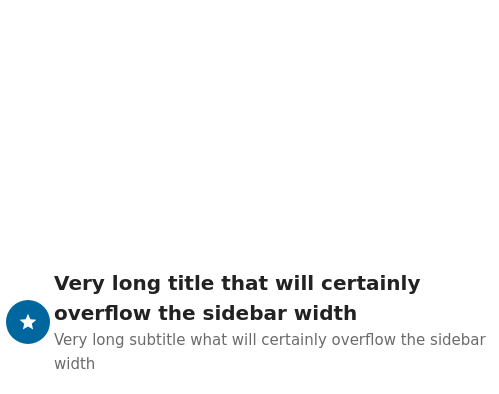 Very long title that will certainly
overflow the sidebar width
Very long subtitle what will certainly overflow the sidebar
width